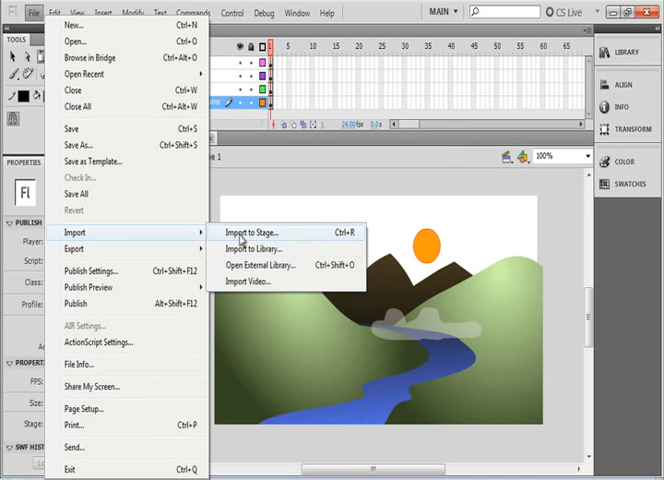 Fl File Edit View Insert Modify Text Commands Control Debug Window Help MAIN CS Live
TOOLS
New... Ctrl+N
Open... Ctrl+O
Browse in Bridge Ctrl+Alt+O
Open Recent
Close Ctrl+W
Close All Ctrl+Alt+W
Save Ctrl+S
Save As... Ctrl+Shift+S
Save as Template...
Check In...
Save All
Revert
Import
Export
Publish Settings... Ctrl+Shift+F12
Publish Preview
Publish Alt+Shift+F12
AIR Settings...
ActionScript Settings...
File Info...
Share My Screen...
Page Setup...
Print... Ctrl+P
Send...
Exit Ctrl+Q
Import to Stage... Ctrl+R
Import to Library...
Open External Library... Ctrl+Shift+O
Import Video...
1 5 10 15 20 25 30 35 40 45 50 55 60 65
1 24.00 fps 0.0 s
100%
PROPERTIES
Fl
PUBLISH
Player:
Script:
Class:
Profile:
PROPERT
FPS:
Size:
Stage:
SWF HIST
LIBRARY
ALIGN
INFO
TRANSFORM
COLOR
SWATCHES